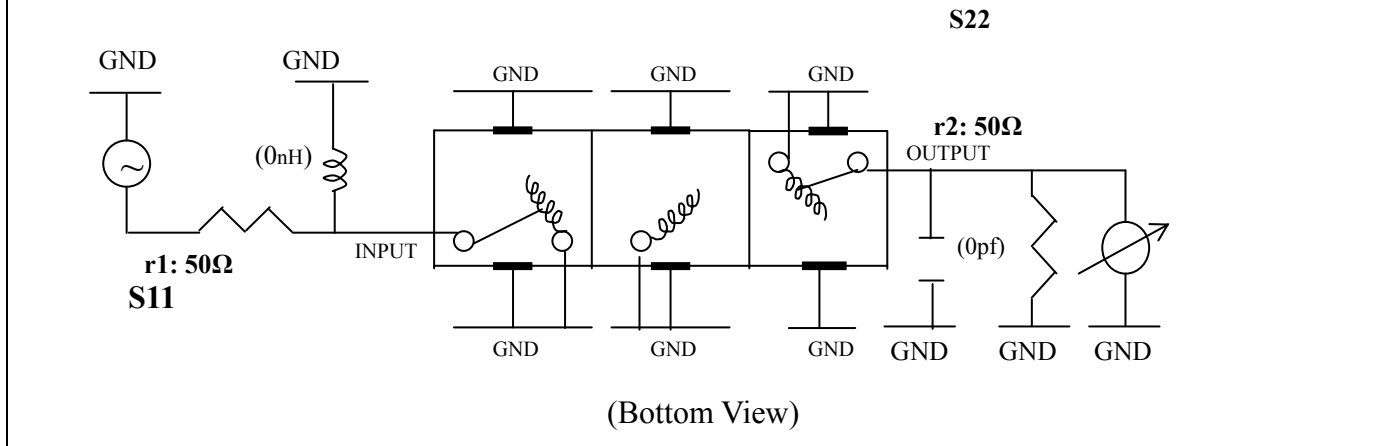 S22
GND
GND
GND
GND
GND
r2: 50Ω
(0nH)
OUTPUT
INPUT
(0pf)
r1: 50Ω
S11
GND
GND
GND
GND
GND
GND
(Bottom View)